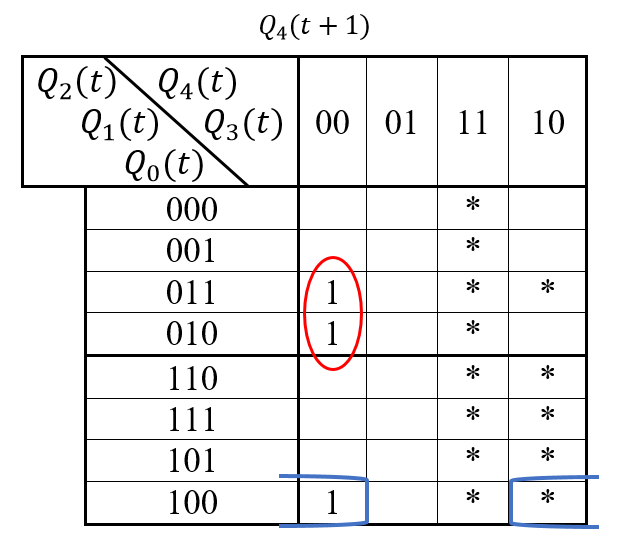 Q₄(t + 1)
Q₂(t) Q₄(t)
Q₁(t) Q₃(t) 00 01 11 10
Q₀(t)
000 *
001 *
011 1 * *
010 1 *
110 * *
111 * *
101 * *
100 1 * *